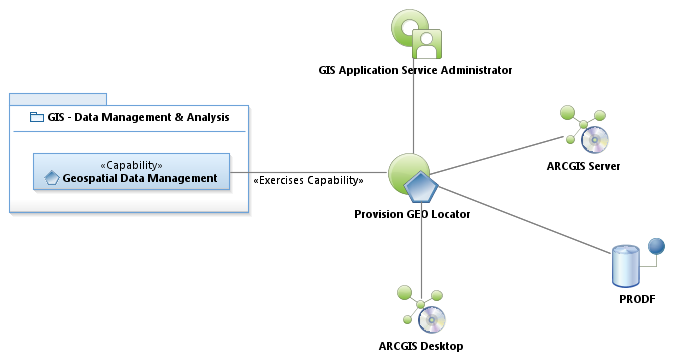 GIS Application Service Administrator
GIS - Data Management & Analysis
«Capability»
Geospatial Data Management
«Exercises Capability»
ARCGIS Server
Provision GEO Locator
PRODF
ARCGIS Desktop